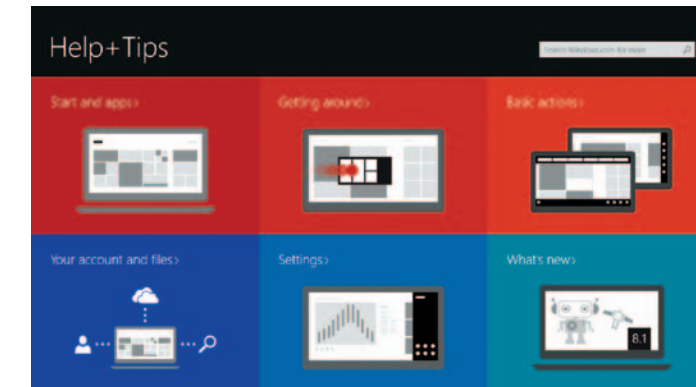 Help+Tips
Search Windows.com for more
Start and apps>
Getting around>
Basic actions>
Your account and files>
Settings>
What's new>
8.1